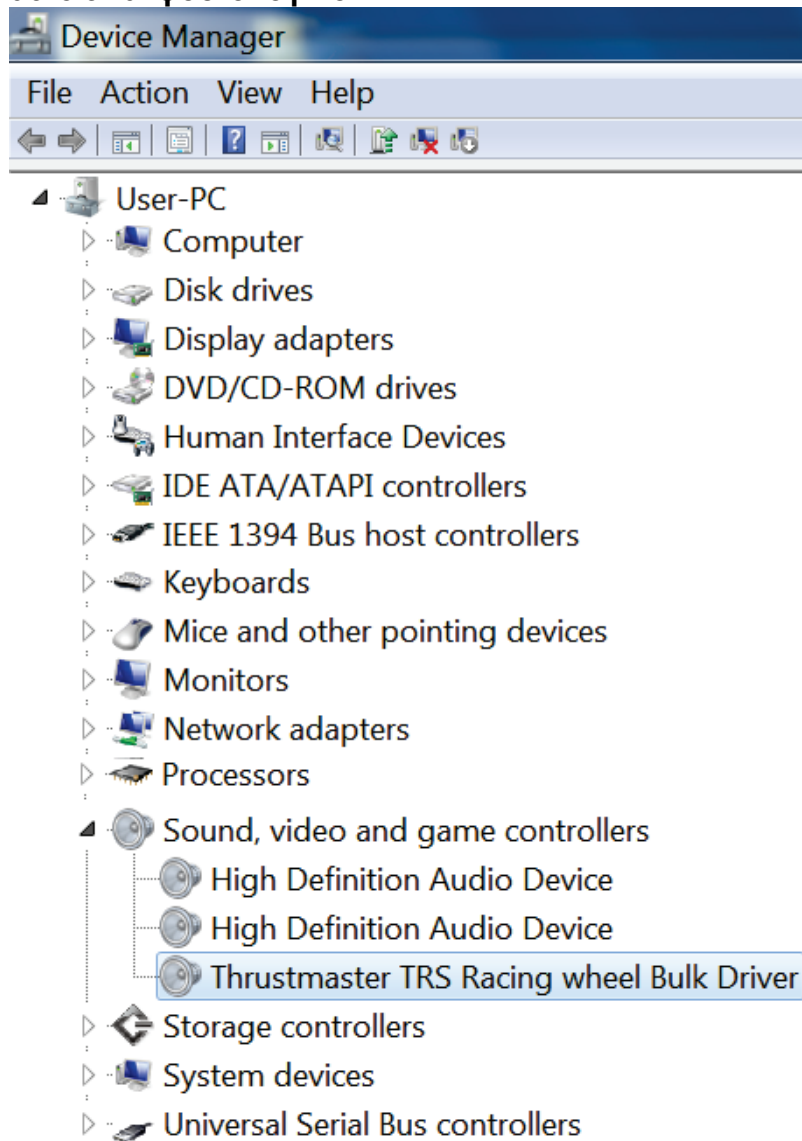 Device Manager
File Action View Help
User-PC
Computer
Disk drives
Display adapters
DVD/CD-ROM drives
Human Interface Devices
IDE ATA/ATAPI controllers
IEEE 1394 Bus host controllers
Keyboards
Mice and other pointing devices
Monitors
Network adapters
Processors
Sound, video and game controllers
High Definition Audio Device
High Definition Audio Device
Thrustmaster TRS Racing wheel Bulk Driver
Storage controllers
System devices
Universal Serial Bus controllers